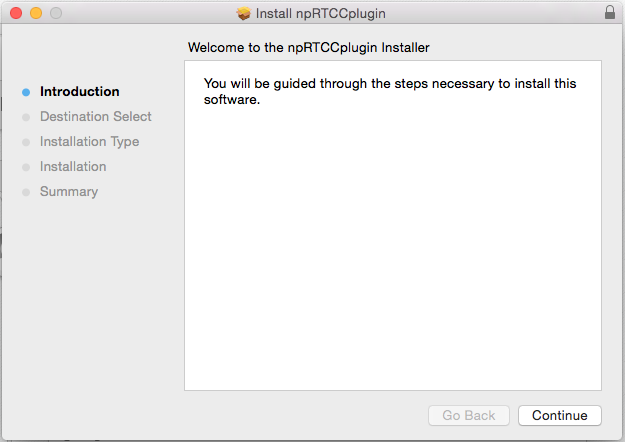 Install npRTCCplugin
Welcome to the npRTCCplugin Installer
Introduction
Destination Select
Installation Type
Installation
Summary
You will be guided through the steps necessary to install this
software.
Go Back
Continue